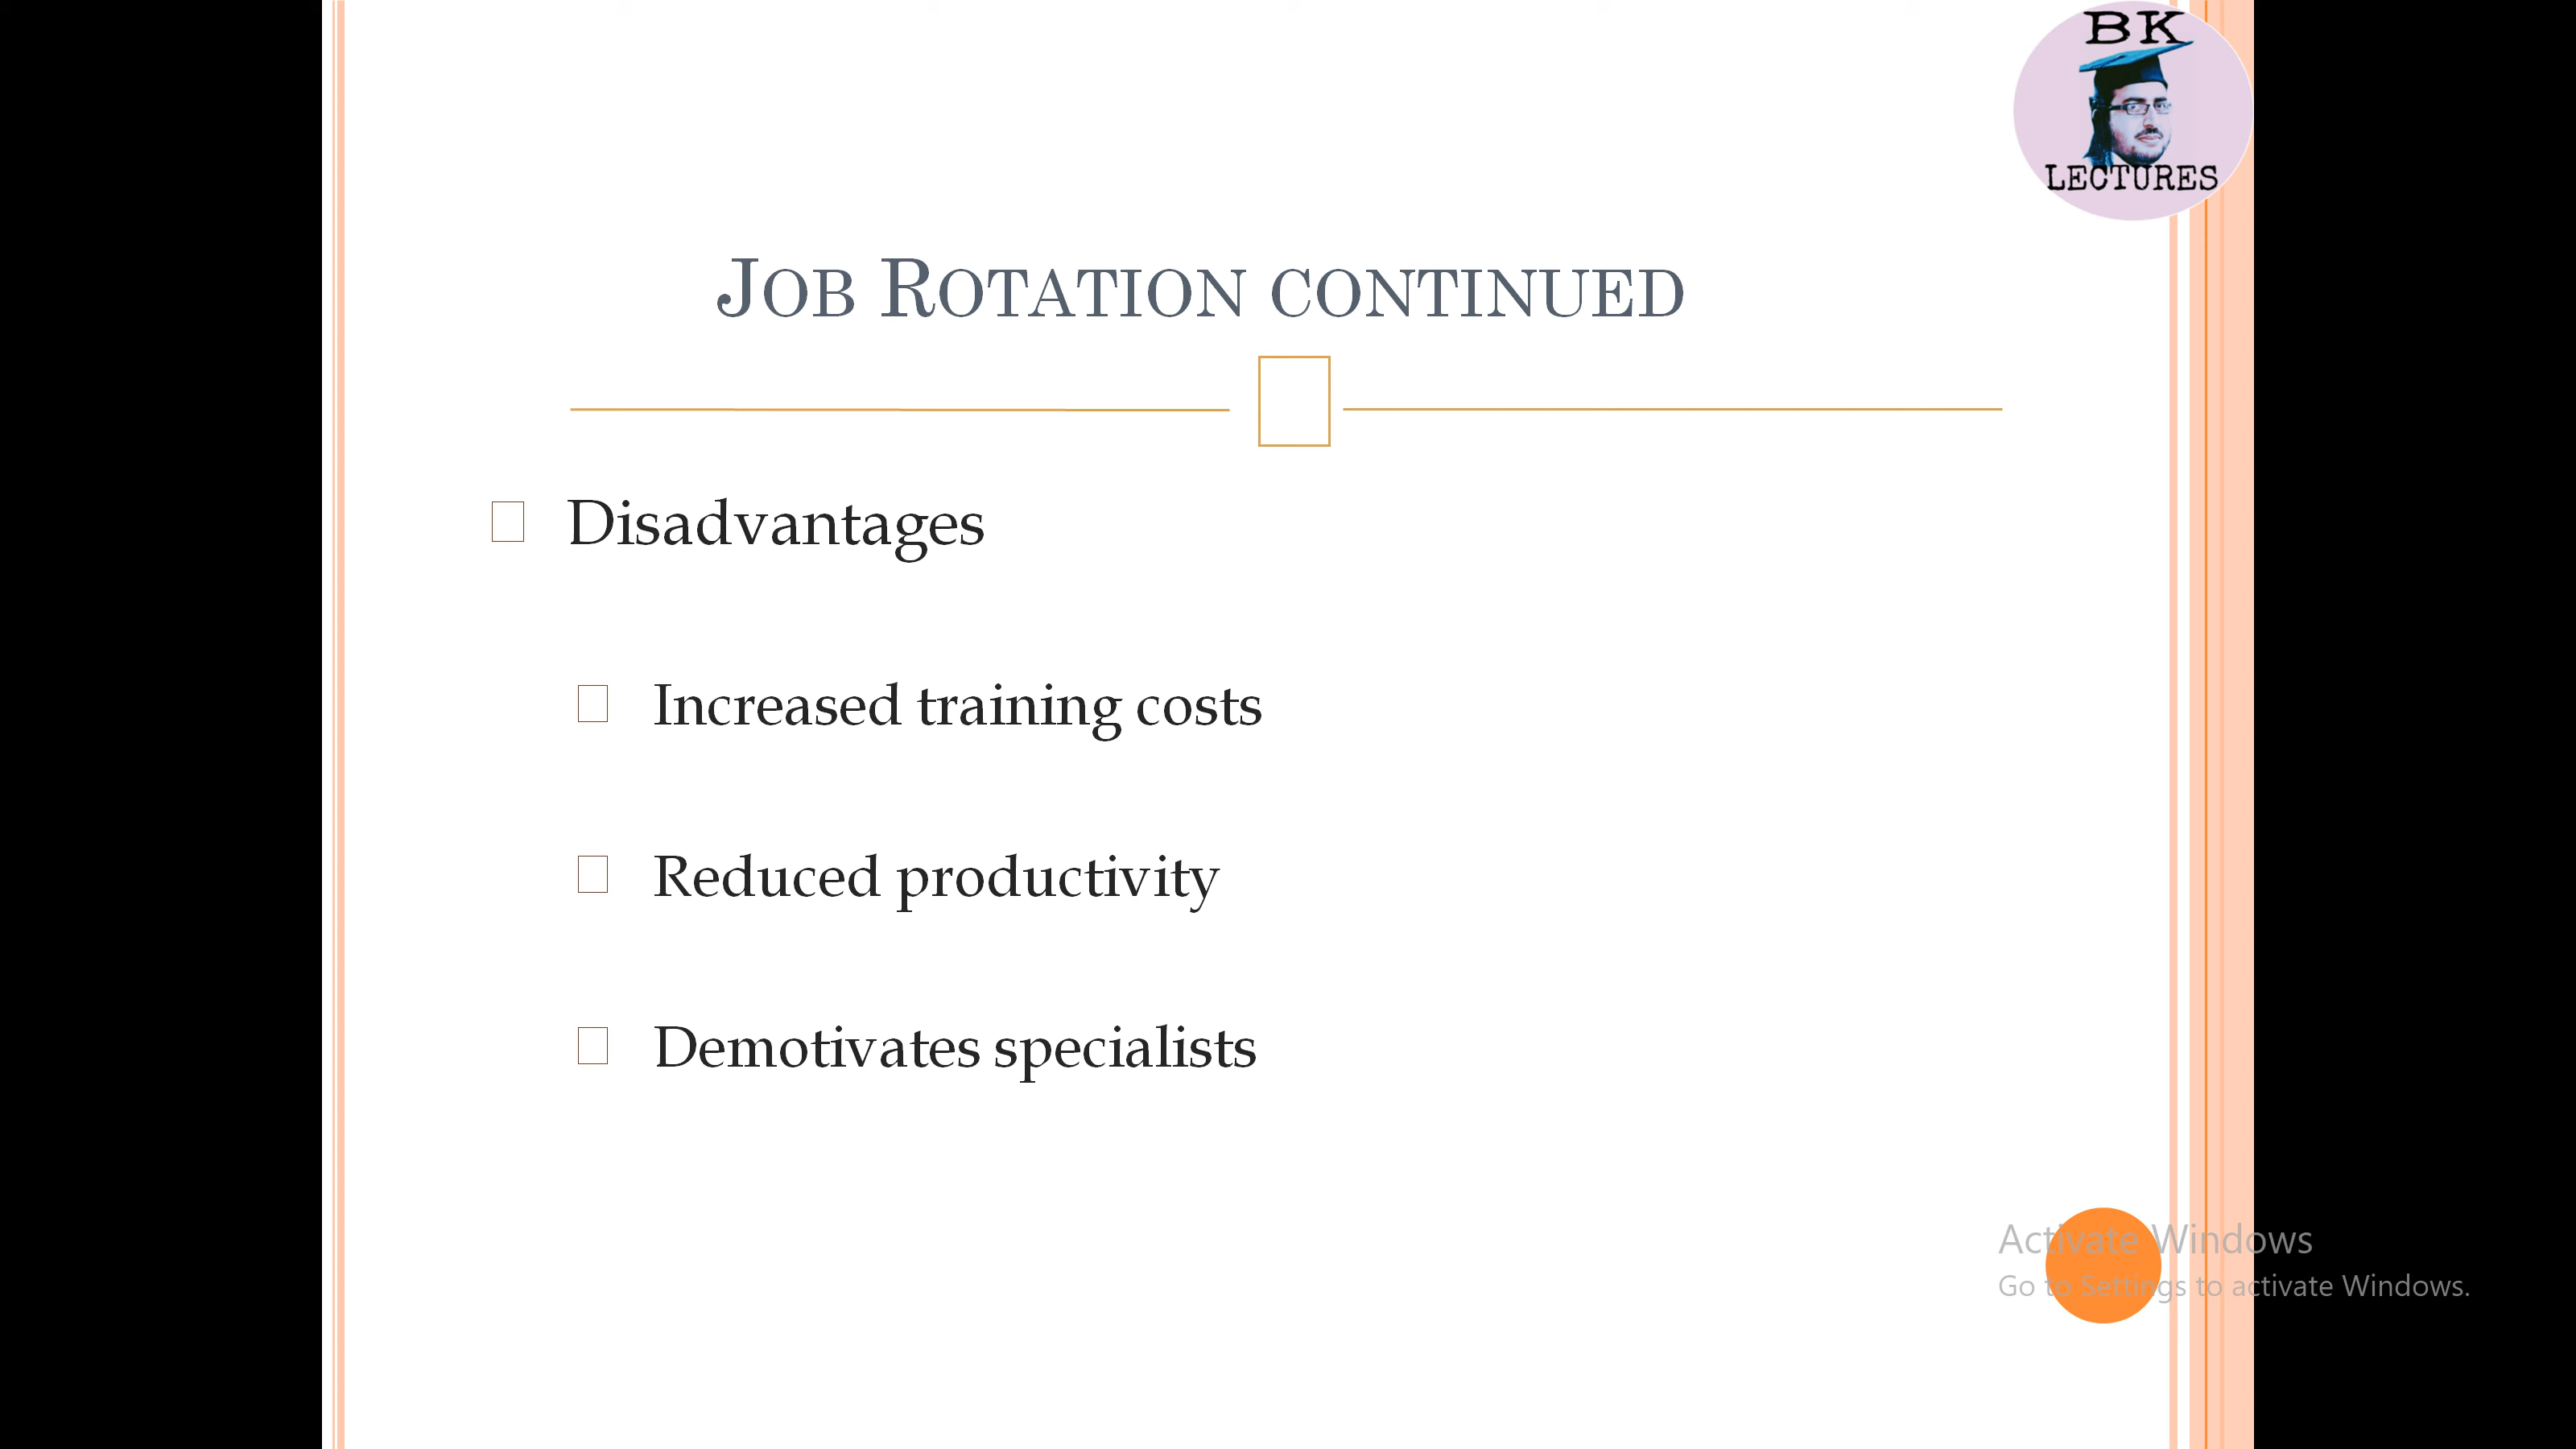 BK
LECTURES
Job Rotation continued
Disadvantages
Increased training costs
Reduced productivity
Demotivates specialists
Activate Windows
Go to Settings to activate Windows.